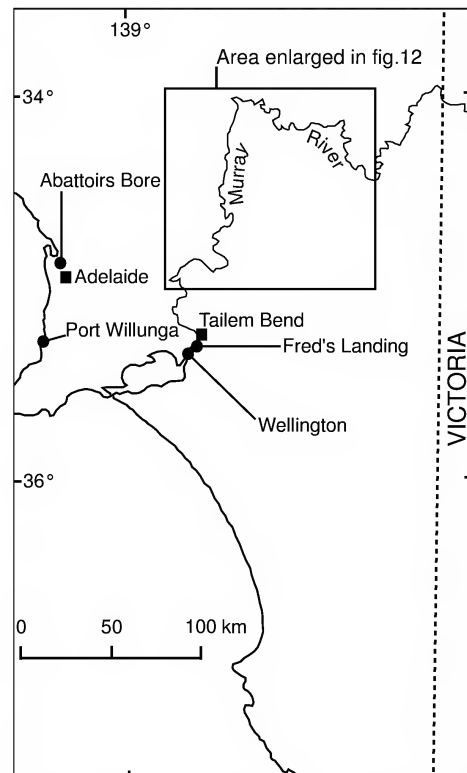 139°
Area enlarged in fig.12
34°
River
Murray
Abattoirs Bore
Adelaide
Tailem Bend
Port Willunga
Fred's Landing
Wellington
VICTORIA
36°
0 50 100 km